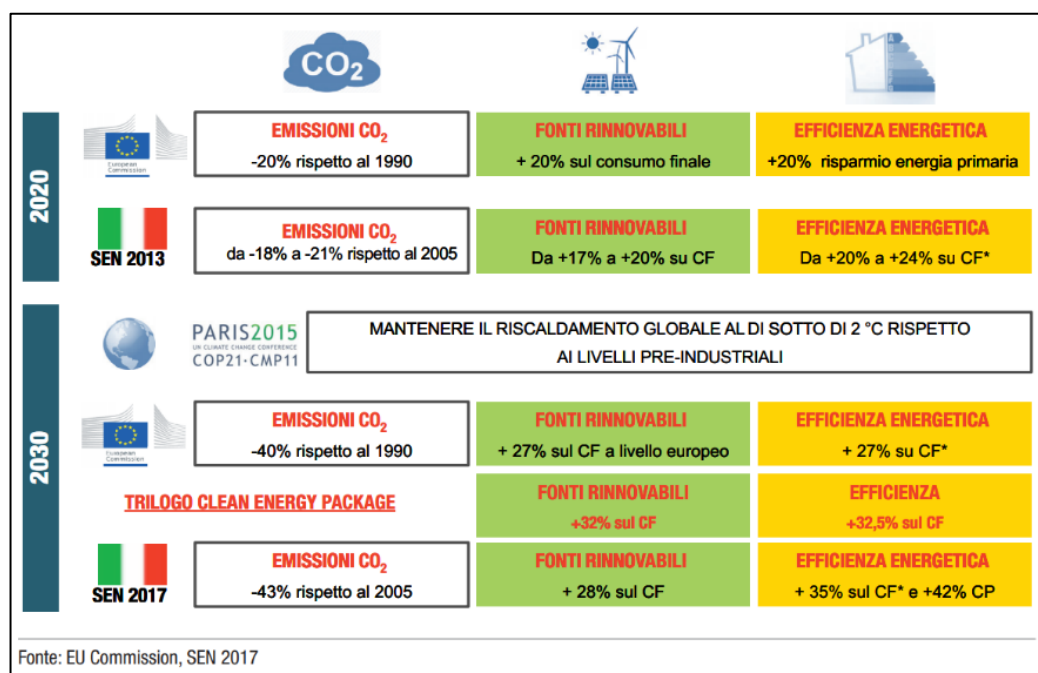 CO2
2020
European
Commission
EMISSIONI CO2
-20% rispetto al 1990
FONTI RINNOVABILI
+ 20% sul consumo finale
EFFICIENZA ENERGETICA
+20% risparmio energia primaria
SEN 2013
EMISSIONI CO2
da -18% a -21% rispetto al 2005
FONTI RINNOVABILI
Da +17% a +20% su CF
EFFICIENZA ENERGETICA
Da +20% a +24% su CF*
2030
PARIS2015
UN CLIMATE CHANGE CONFERENCE
COP21·CMP11
MANTENERE IL RISCALDAMENTO GLOBALE AL DI SOTTO DI 2 °C RISPETTO
AI LIVELLI PRE-INDUSTRIALI
European
Commission
EMISSIONI CO2
-40% rispetto al 1990
FONTI RINNOVABILI
+ 27% sul CF a livello europeo
EFFICIENZA ENERGETICA
+ 27% su CF*
TRILOGO CLEAN ENERGY PACKAGE
FONTI RINNOVABILI
+32% sul CF
EFFICIENZA
+32,5% sul CF
SEN 2017
EMISSIONI CO2
-43% rispetto al 2005
FONTI RINNOVABILI
+ 28% sul CF
EFFICIENZA ENERGETICA
+ 35% sul CF* e +42% CP
Fonte: EU Commission, SEN 2017